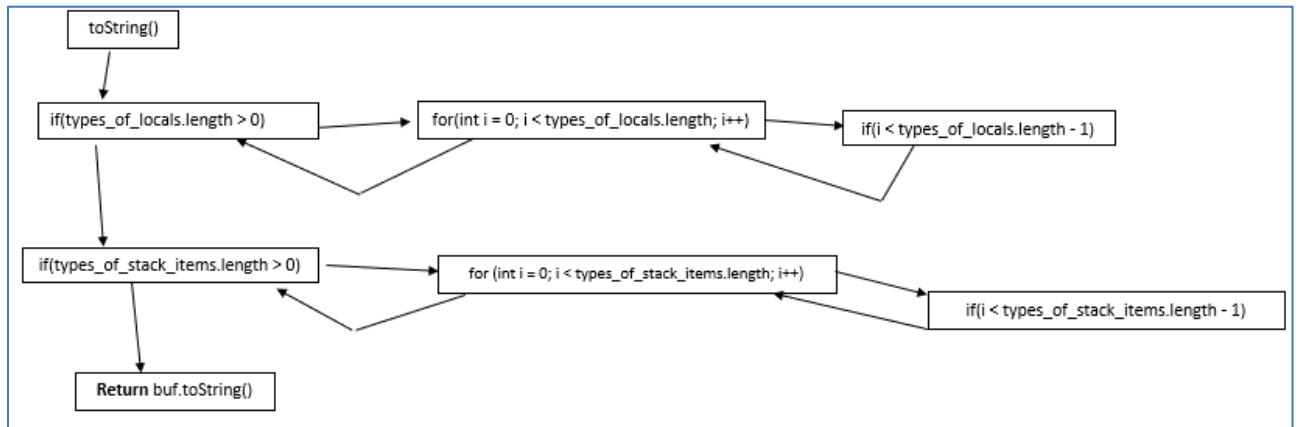 toString()
if(types_of_locals.length > 0)
for(int i = 0; i < types_of_locals.length; i++)
if(i < types_of_locals.length - 1)
if(types_of_stack_items.length > 0)
for (int i = 0; i < types_of_stack_items.length; i++)
if(i < types_of_stack_items.length - 1)
Return buf.toString()